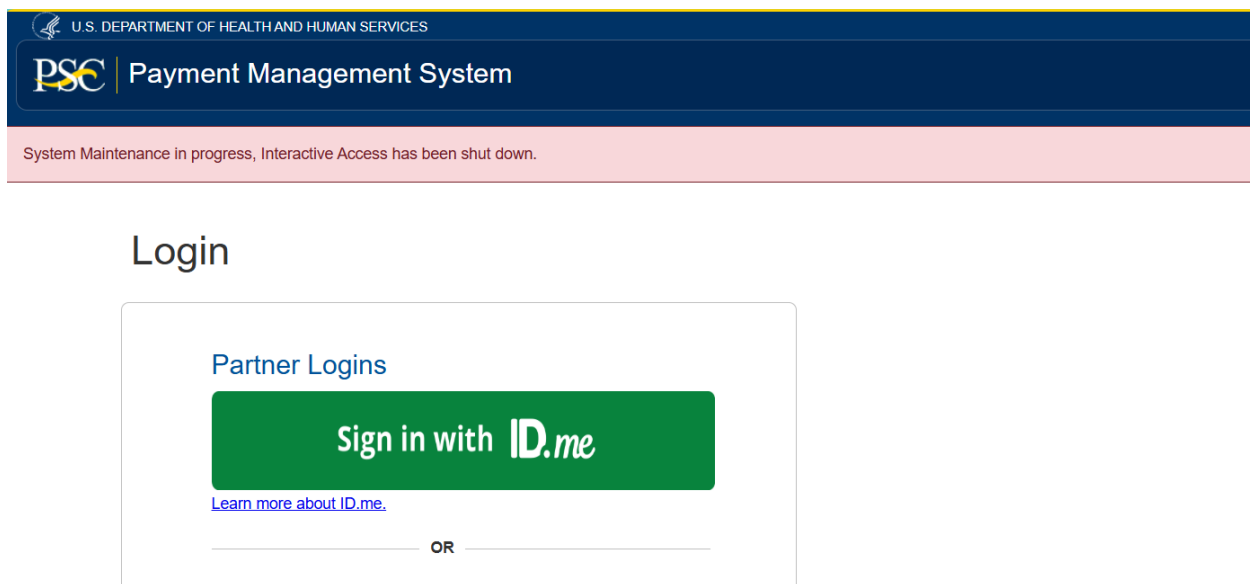 U.S. DEPARTMENT OF HEALTH AND HUMAN SERVICES
PSC Payment Management System
System Maintenance in progress, Interactive Access has been shut down.
Login
Partner Logins
Sign in with ID.me
Learn more about ID.me.
OR